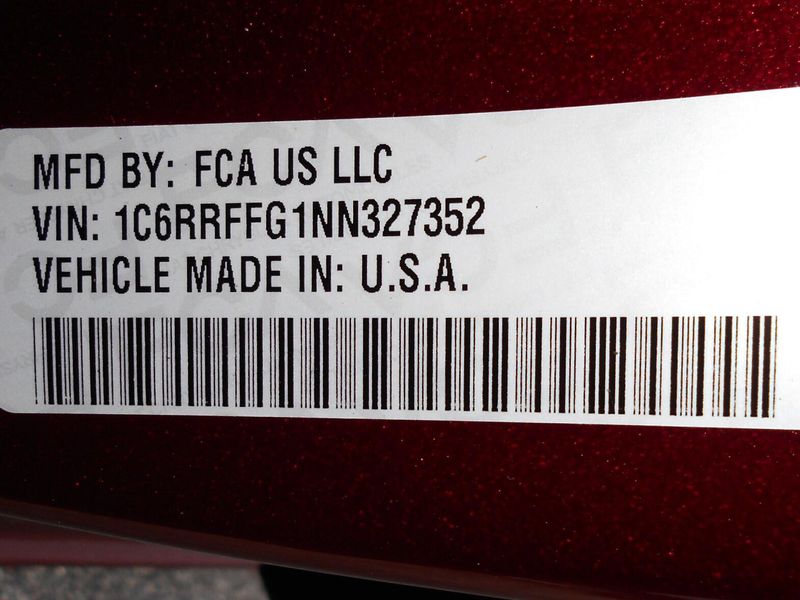 MFD BY: FCA US LLC
VIN: 1C6RRFFG1NN327352
VEHICLE MADE IN: U.S.A.